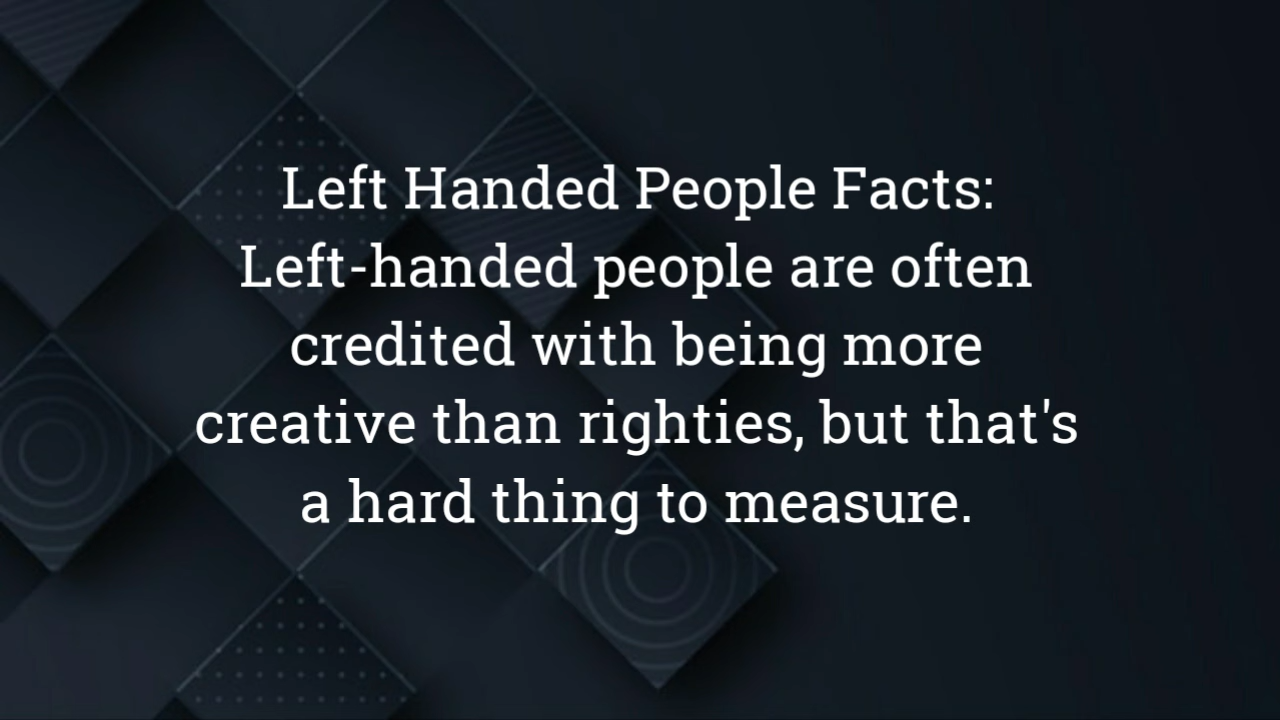 Left Handed People Facts:
Left-handed people are often
credited with being more
creative than righties, but that's
a hard thing to measure.